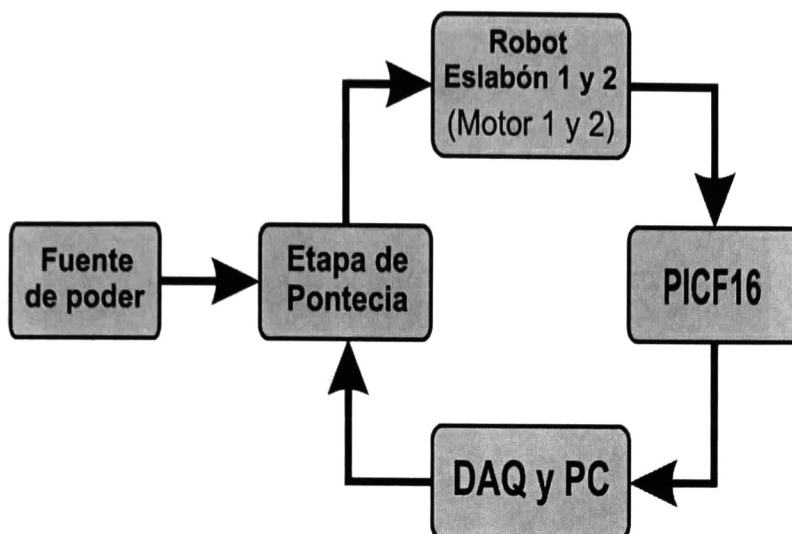 Robot
Eslabón 1 y 2
(Motor 1 y 2)
Fuente
de poder
Etapa de
Pontecia
PICF16
DAQ y PC